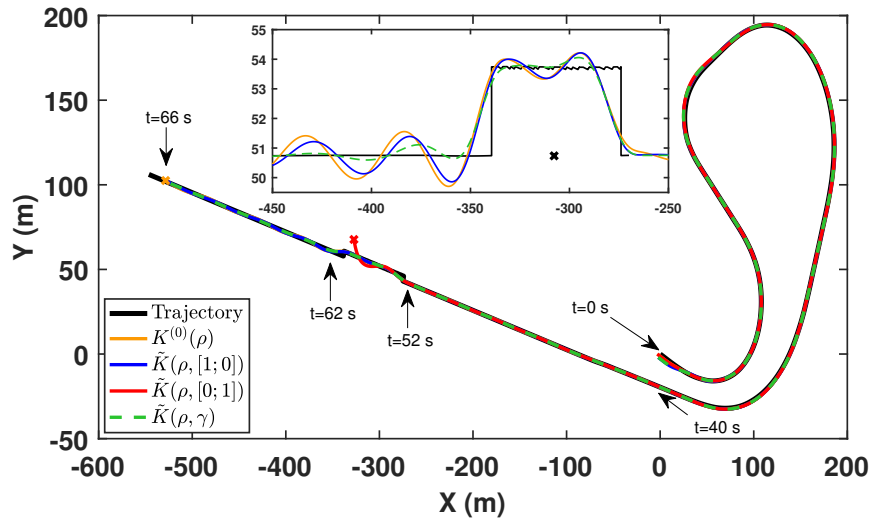 200
150
100
50
0
-50
Y (m)
-600
-500
-400
-300
-200
-100
0
100
200
X (m)
55
54
53
52
51
50
-450
-400
-350
-300
-250
t=66 s
t=62 s
t=52 s
t=0 s
t=40 s
Trajectory
K^{(0)}(ρ)
K̃(ρ, [1; 0])
K̃(ρ, [0; 1])
K̃(ρ, γ)